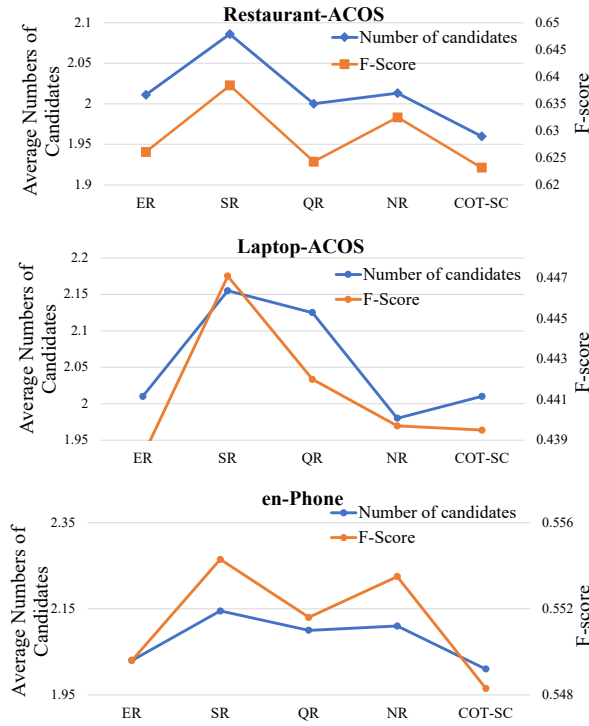 Restaurant-ACOS
Average Numbers of
Candidates
2.1
2.05
2
1.95
1.9
Number of candidates
F-Score
0.65
0.645
0.64
0.635
0.63
0.625
0.62
F-score
ER SR QR NR COT-SC
Laptop-ACOS
Average Numbers of
Candidates
2.2
2.15
2.1
2.05
2
1.95
Number of candidates
F-Score
0.447
0.445
0.443
0.441
0.439
F-score
ER SR QR NR COT-SC
en-Phone
Average Numbers of
Candidates
2.35
2.15
1.95
Number of candidates
F-Score
0.556
0.552
0.548
F-score
ER SR QR NR COT-SC